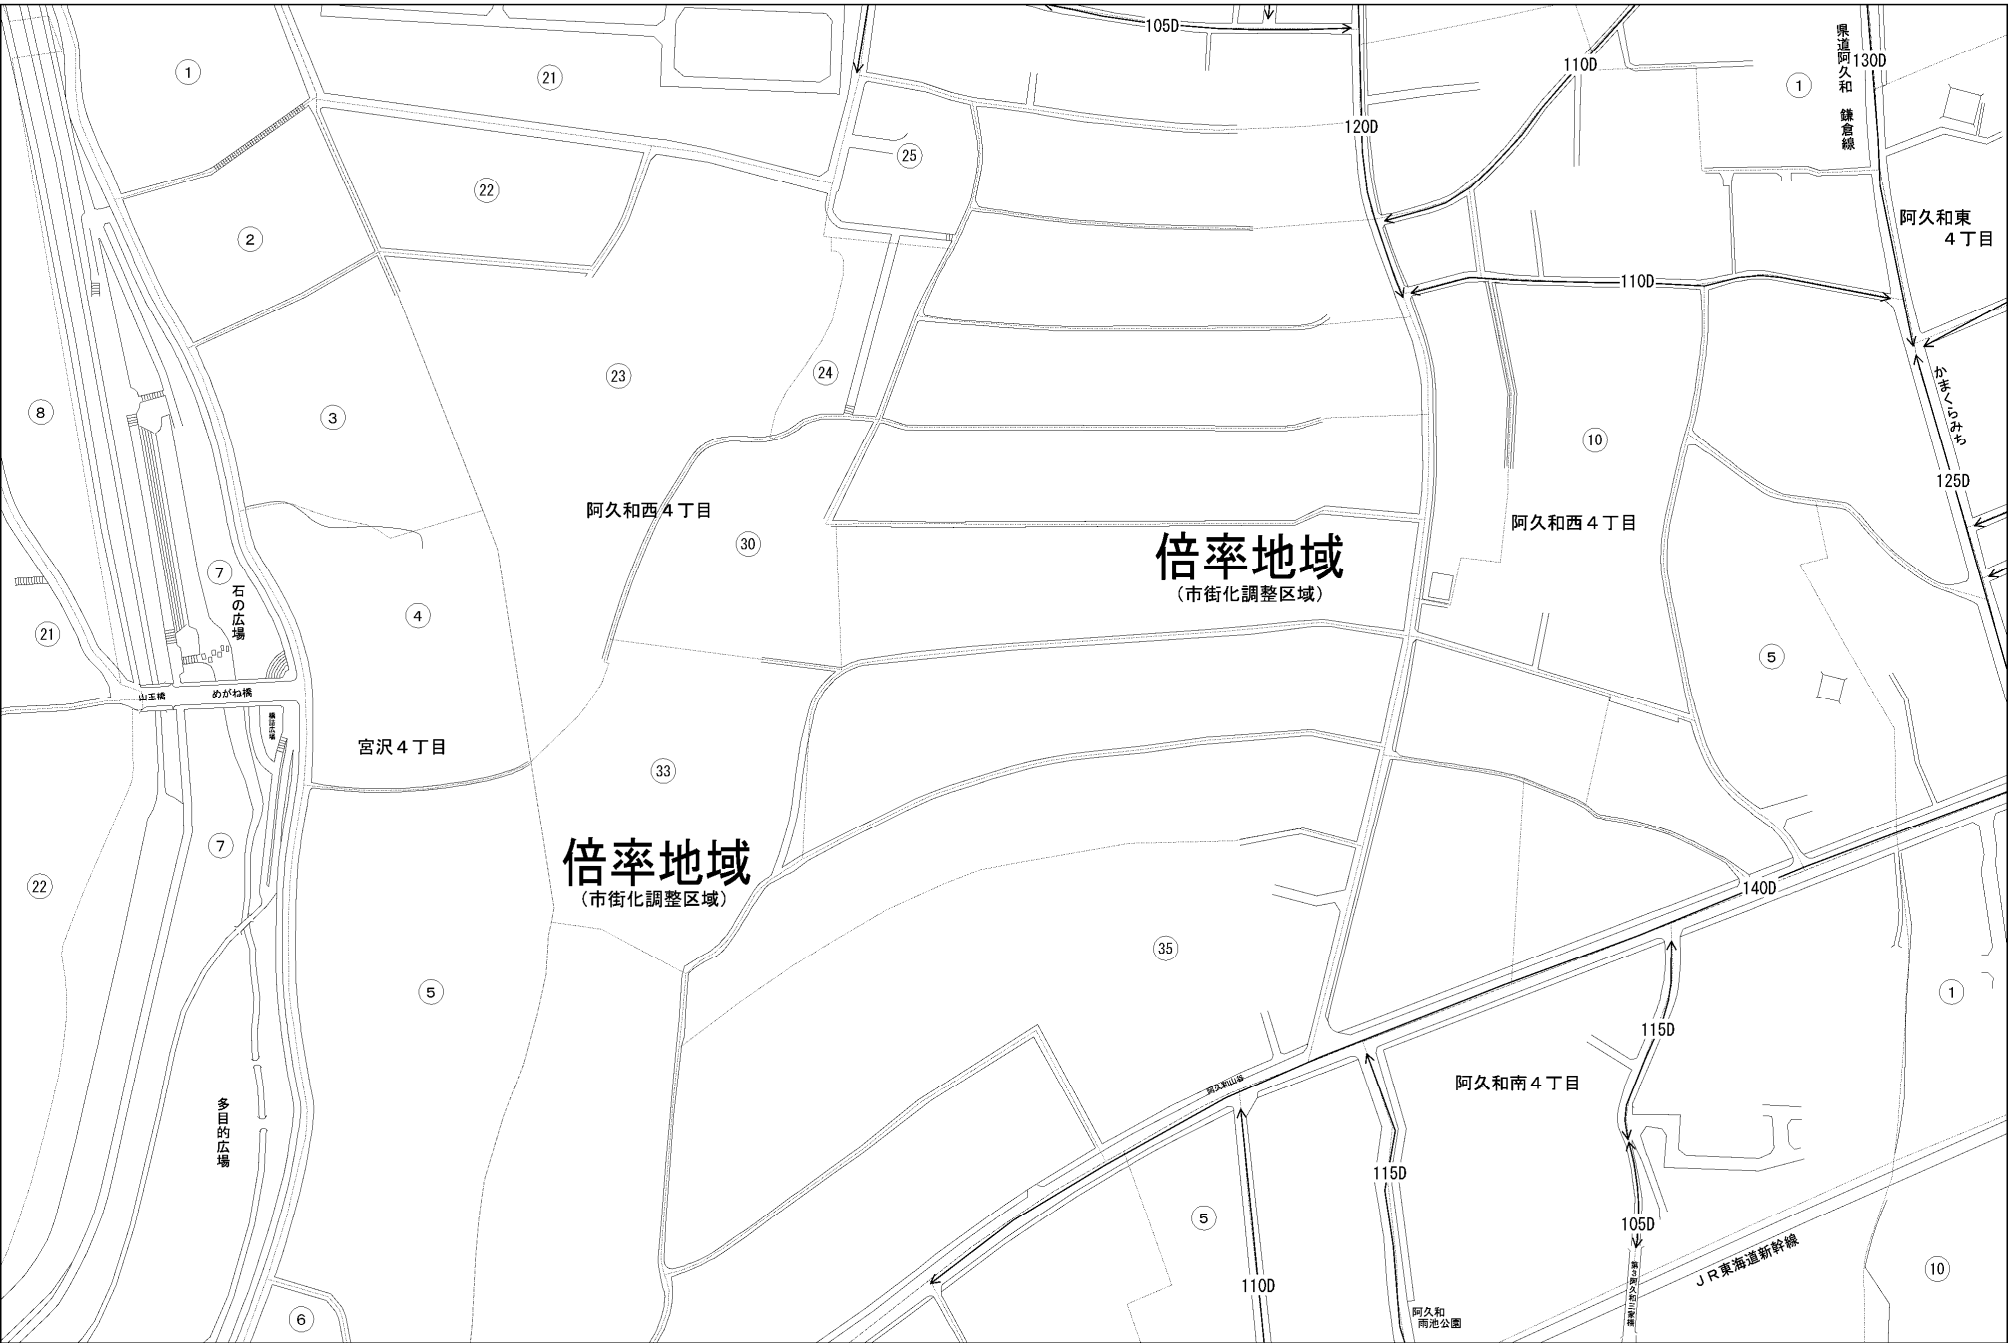 105D
県道阿久和　鎌倉線
130D
①
㉑
110D
①
120D
㉕
㉒
②
阿久和東
４丁目
110D
㉓
㉔
かまくらみち
⑧
③
⑩
125D
阿久和西４丁目
阿久和西４丁目
㉚
倍率地域
（市街化調整区域）
⑦
石の広場
④
㉑
⑤
山王橋
めがね橋
橋詰広場
宮沢４丁目
㉝
⑦
倍率地域
（市街化調整区域）
㉒
140D
㉟
⑤
①
115D
阿久和南４丁目
多目的広場
115D
⑤
105D
ＪＲ東海道新幹線
⑩
110D
阿久和
雨池公園
⑥